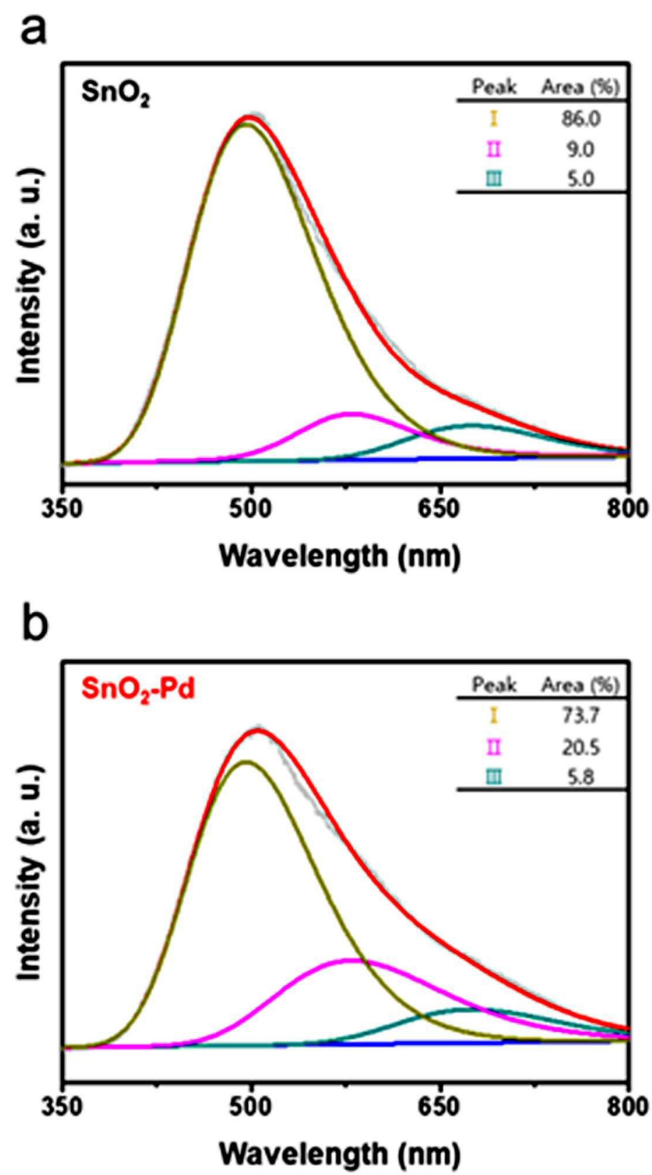 a
SnO₂
Peak Area (%)
I 86.0
II 9.0
III 5.0
Intensity (a. u.)
350 500 650 800
Wavelength (nm)
b
SnO₂-Pd
Peak Area (%)
I 73.7
II 20.5
III 5.8
Intensity (a. u.)
350 500 650 800
Wavelength (nm)